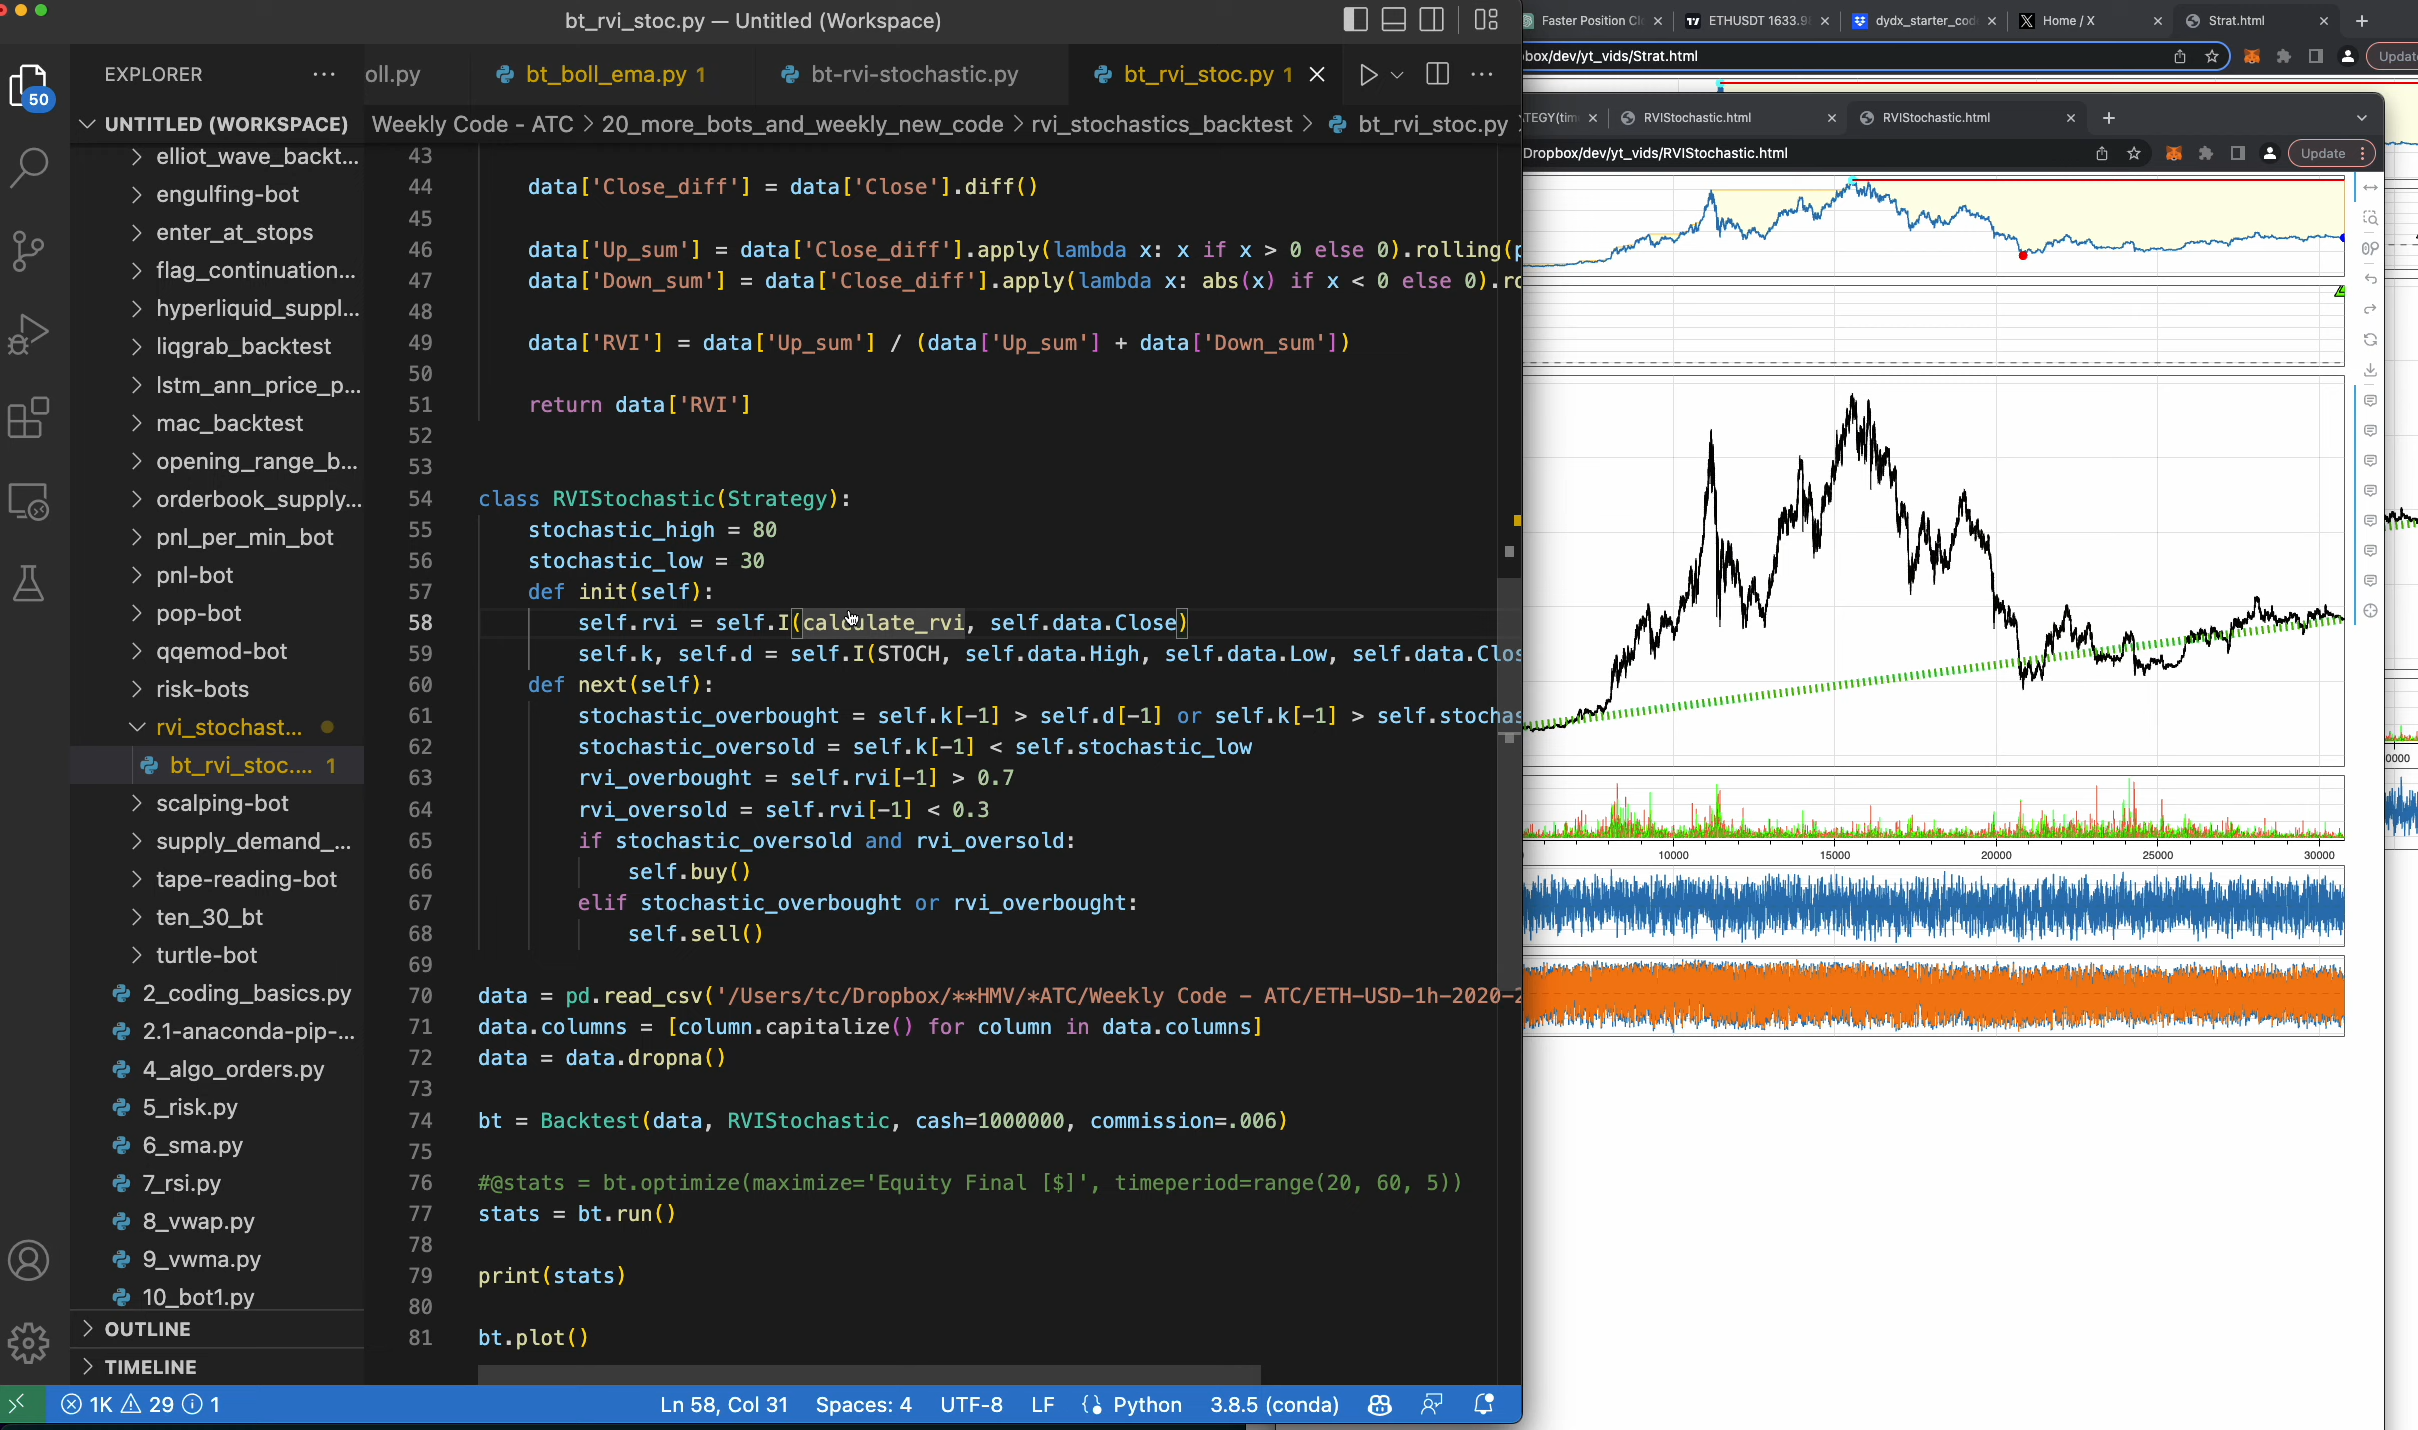 bt_rvi_stoc.py — Untitled (Workspace)
EXPLORER
oll.py
bt_boll_ema.py 1
bt-rvi-stochastic.py
bt_rvi_stoc.py 1
50
UNTITLED (WORKSPACE)
Weekly Code - ATC > 20_more_bots_and_weekly_new_code > rvi_stochastics_backtest > bt_rvi_stoc.py
elliot_wave_backt...
engulfing-bot
enter_at_stops
flag_continuation...
hyperliquid_suppl...
liqgrab_backtest
lstm_ann_price_p...
mac_backtest
opening_range_b...
orderbook_supply...
pnl_per_min_bot
pnl-bot
pop-bot
qqemod-bot
risk-bots
rvi_stochast...
bt_rvi_stoc.... 1
scalping-bot
supply_demand_...
tape-reading-bot
ten_30_bt
turtle-bot
2_coding_basics.py
2.1-anaconda-pip-...
4_algo_orders.py
5_risk.py
6_sma.py
7_rsi.py
8_vwap.py
9_vwma.py
10_bot1.py
OUTLINE
TIMELINE
43
44 data['Close_diff'] = data['Close'].diff()
45
46 data['Up_sum'] = data['Close_diff'].apply(lambda x: x if x > 0 else 0).rolling(p
47 data['Down_sum'] = data['Close_diff'].apply(lambda x: abs(x) if x < 0 else 0).ro
48
49 data['RVI'] = data['Up_sum'] / (data['Up_sum'] + data['Down_sum'])
50
51 return data['RVI']
52
53
54 class RVIStochastic(Strategy):
55 stochastic_high = 80
56 stochastic_low = 30
57 def init(self):
58 self.rvi = self.I(calculate_rvi, self.data.Close)
59 self.k, self.d = self.I(STOCH, self.data.High, self.data.Low, self.data.Clos
60 def next(self):
61 stochastic_overbought = self.k[-1] > self.d[-1] or self.k[-1] > self.stochas
62 stochastic_oversold = self.k[-1] < self.stochastic_low
63 rvi_overbought = self.rvi[-1] > 0.7
64 rvi_oversold = self.rvi[-1] < 0.3
65 if stochastic_oversold and rvi_oversold:
66 self.buy()
67 elif stochastic_overbought or rvi_overbought:
68 self.sell()
69
70 data = pd.read_csv('/Users/tc/Dropbox/**HMV/*ATC/Weekly Code - ATC/ETH-USD-1h-2020-2
71 data.columns = [column.capitalize() for column in data.columns]
72 data = data.dropna()
73
74 bt = Backtest(data, RVIStochastic, cash=1000000, commission=.006)
75
76 #@stats = bt.optimize(maximize='Equity Final [$]', timeperiod=range(20, 60, 5))
77 stats = bt.run()
78
79 print(stats)
80
81 bt.plot()
1K 29 1
Ln 58, Col 31 Spaces: 4 UTF-8 LF Python 3.8.5 (conda)
Faster Position Cl
ETHUSDT 1633.9
dydx_starter_cod
Home / X
Strat.html
box/dev/yt_vids/Strat.html
Updat
TEGY(tim
RVIStochastic.html
RVIStochastic.html
Dropbox/dev/yt_vids/RVIStochastic.html
Update
10000 15000 20000 25000 30000
0000